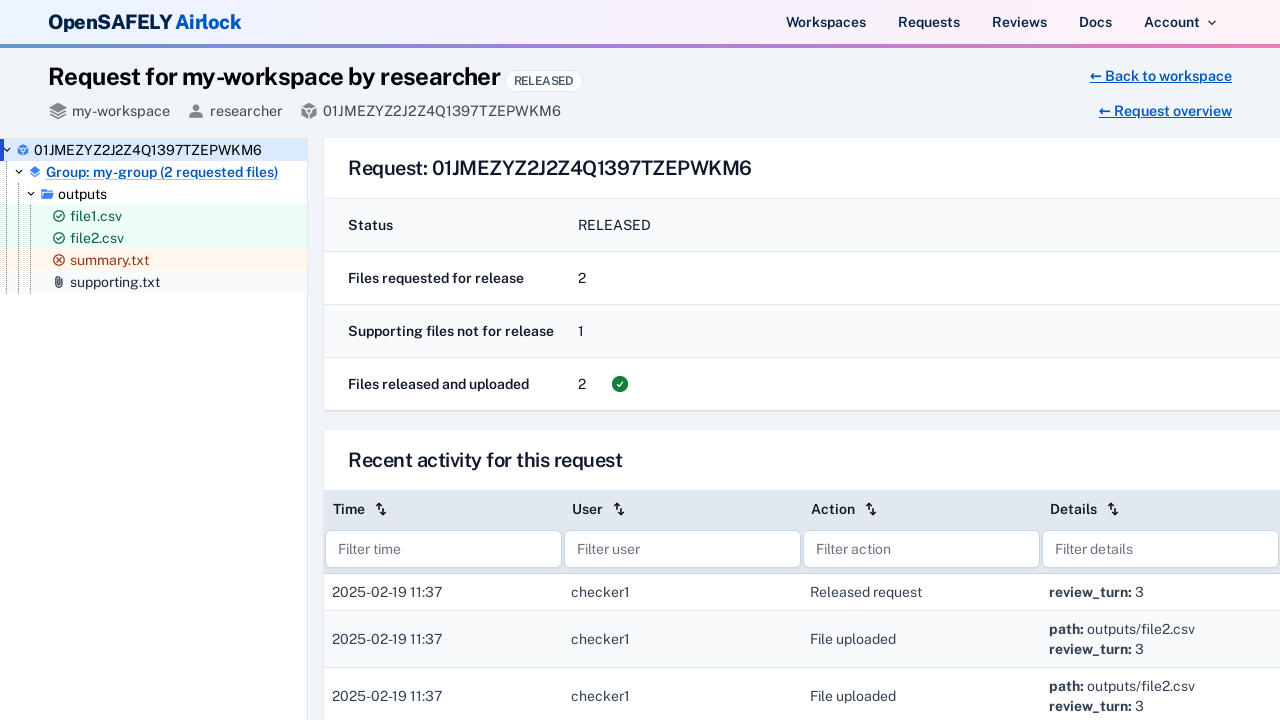 OpenSAFELY Airlock
Workspaces
Requests
Reviews
Docs
Account
Request for my-workspace by researcher
RELEASED
← Back to workspace
my-workspace
researcher
01JMEZYZ2J2Z4Q1397TZEPWKM6
← Request overview
01JMEZYZ2J2Z4Q1397TZEPWKM6
Group: my-group (2 requested files)
outputs
file1.csv
file2.csv
summary.txt
supporting.txt
Request: 01JMEZYZ2J2Z4Q1397TZEPWKM6
Status RELEASED
Files requested for release 2
Supporting files not for release 1
Files released and uploaded 2
Recent activity for this request
Time User Action Details
Filter time Filter user Filter action Filter details
2025-02-19 11:37 checker1 Released request review_turn: 3
2025-02-19 11:37 checker1 File uploaded path: outputs/file2.csv
review_turn: 3
2025-02-19 11:37 checker1 File uploaded path: outputs/file2.csv
review_turn: 3